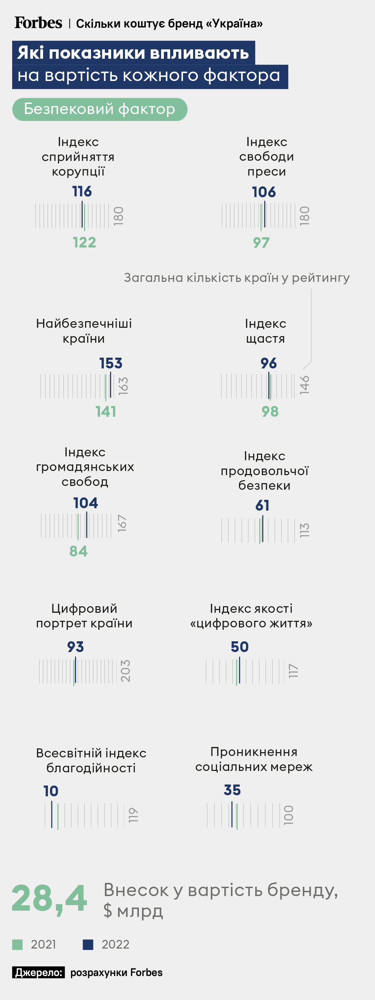 Forbes | Скільки коштує бренд «Україна»
Які показники впливають
на вартість кожного фактора
Безпековий фактор
Індекс
сприйняття
корупції
116
180
122
Індекс
свободи
преси
106
180
97
Загальна кількість країн у рейтингу
Найбезпечніші
країни
153
163
141
Індекс
щастя
96
146
98
Індекс
громадянських
свобод
104
167
84
Індекс
продовольчої
безпеки
61
113
Цифровий
портрет країни
93
203
Індекс якості
«цифрового життя»
50
117
Всесвітній індекс
благодійності
10
119
Проникнення
соціальних мереж
35
100
28,4
Внесок у вартість бренду,
$ млрд
2021
2022
Джерело: розрахунки Forbes